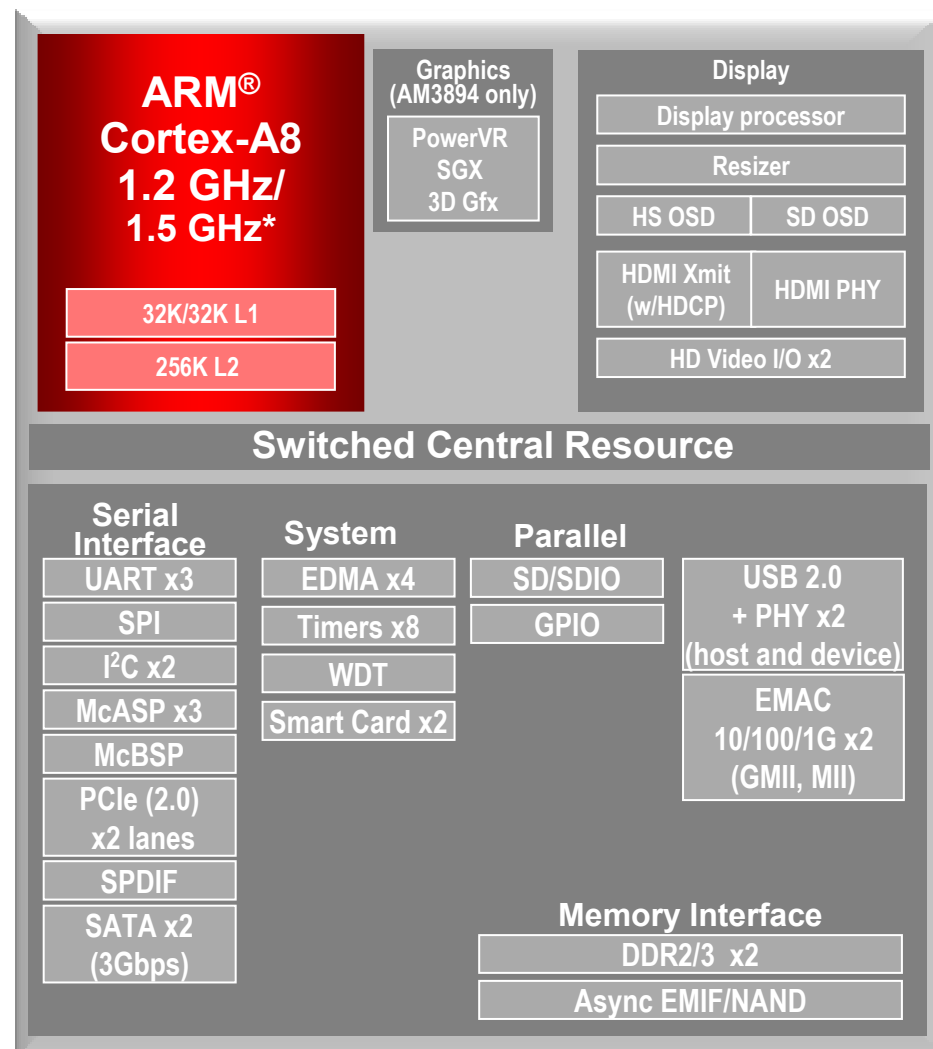 ARM®
Cortex-A8
1.2 GHz/
1.5 GHz*
32K/32K L1
256K L2
Graphics
(AM3894 only)
PowerVR
SGX
3D Gfx
Display
Display processor
Resizer
HS OSD
SD OSD
HDMI Xmit
(w/HDCP)
HDMI PHY
HD Video I/O x2
Switched Central Resource
Serial
Interface
UART x3
SPI
I²C x2
McASP x3
McBSP
PCIe (2.0)
x2 lanes
SPDIF
SATA x2
(3Gbps)
System
EDMA x4
Timers x8
WDT
Smart Card x2
Parallel
SD/SDIO
GPIO
USB 2.0
+ PHY x2
(host and device)
EMAC
10/100/1G x2
(GMII, MII)
Memory Interface
DDR2/3 x2
Async EMIF/NAND